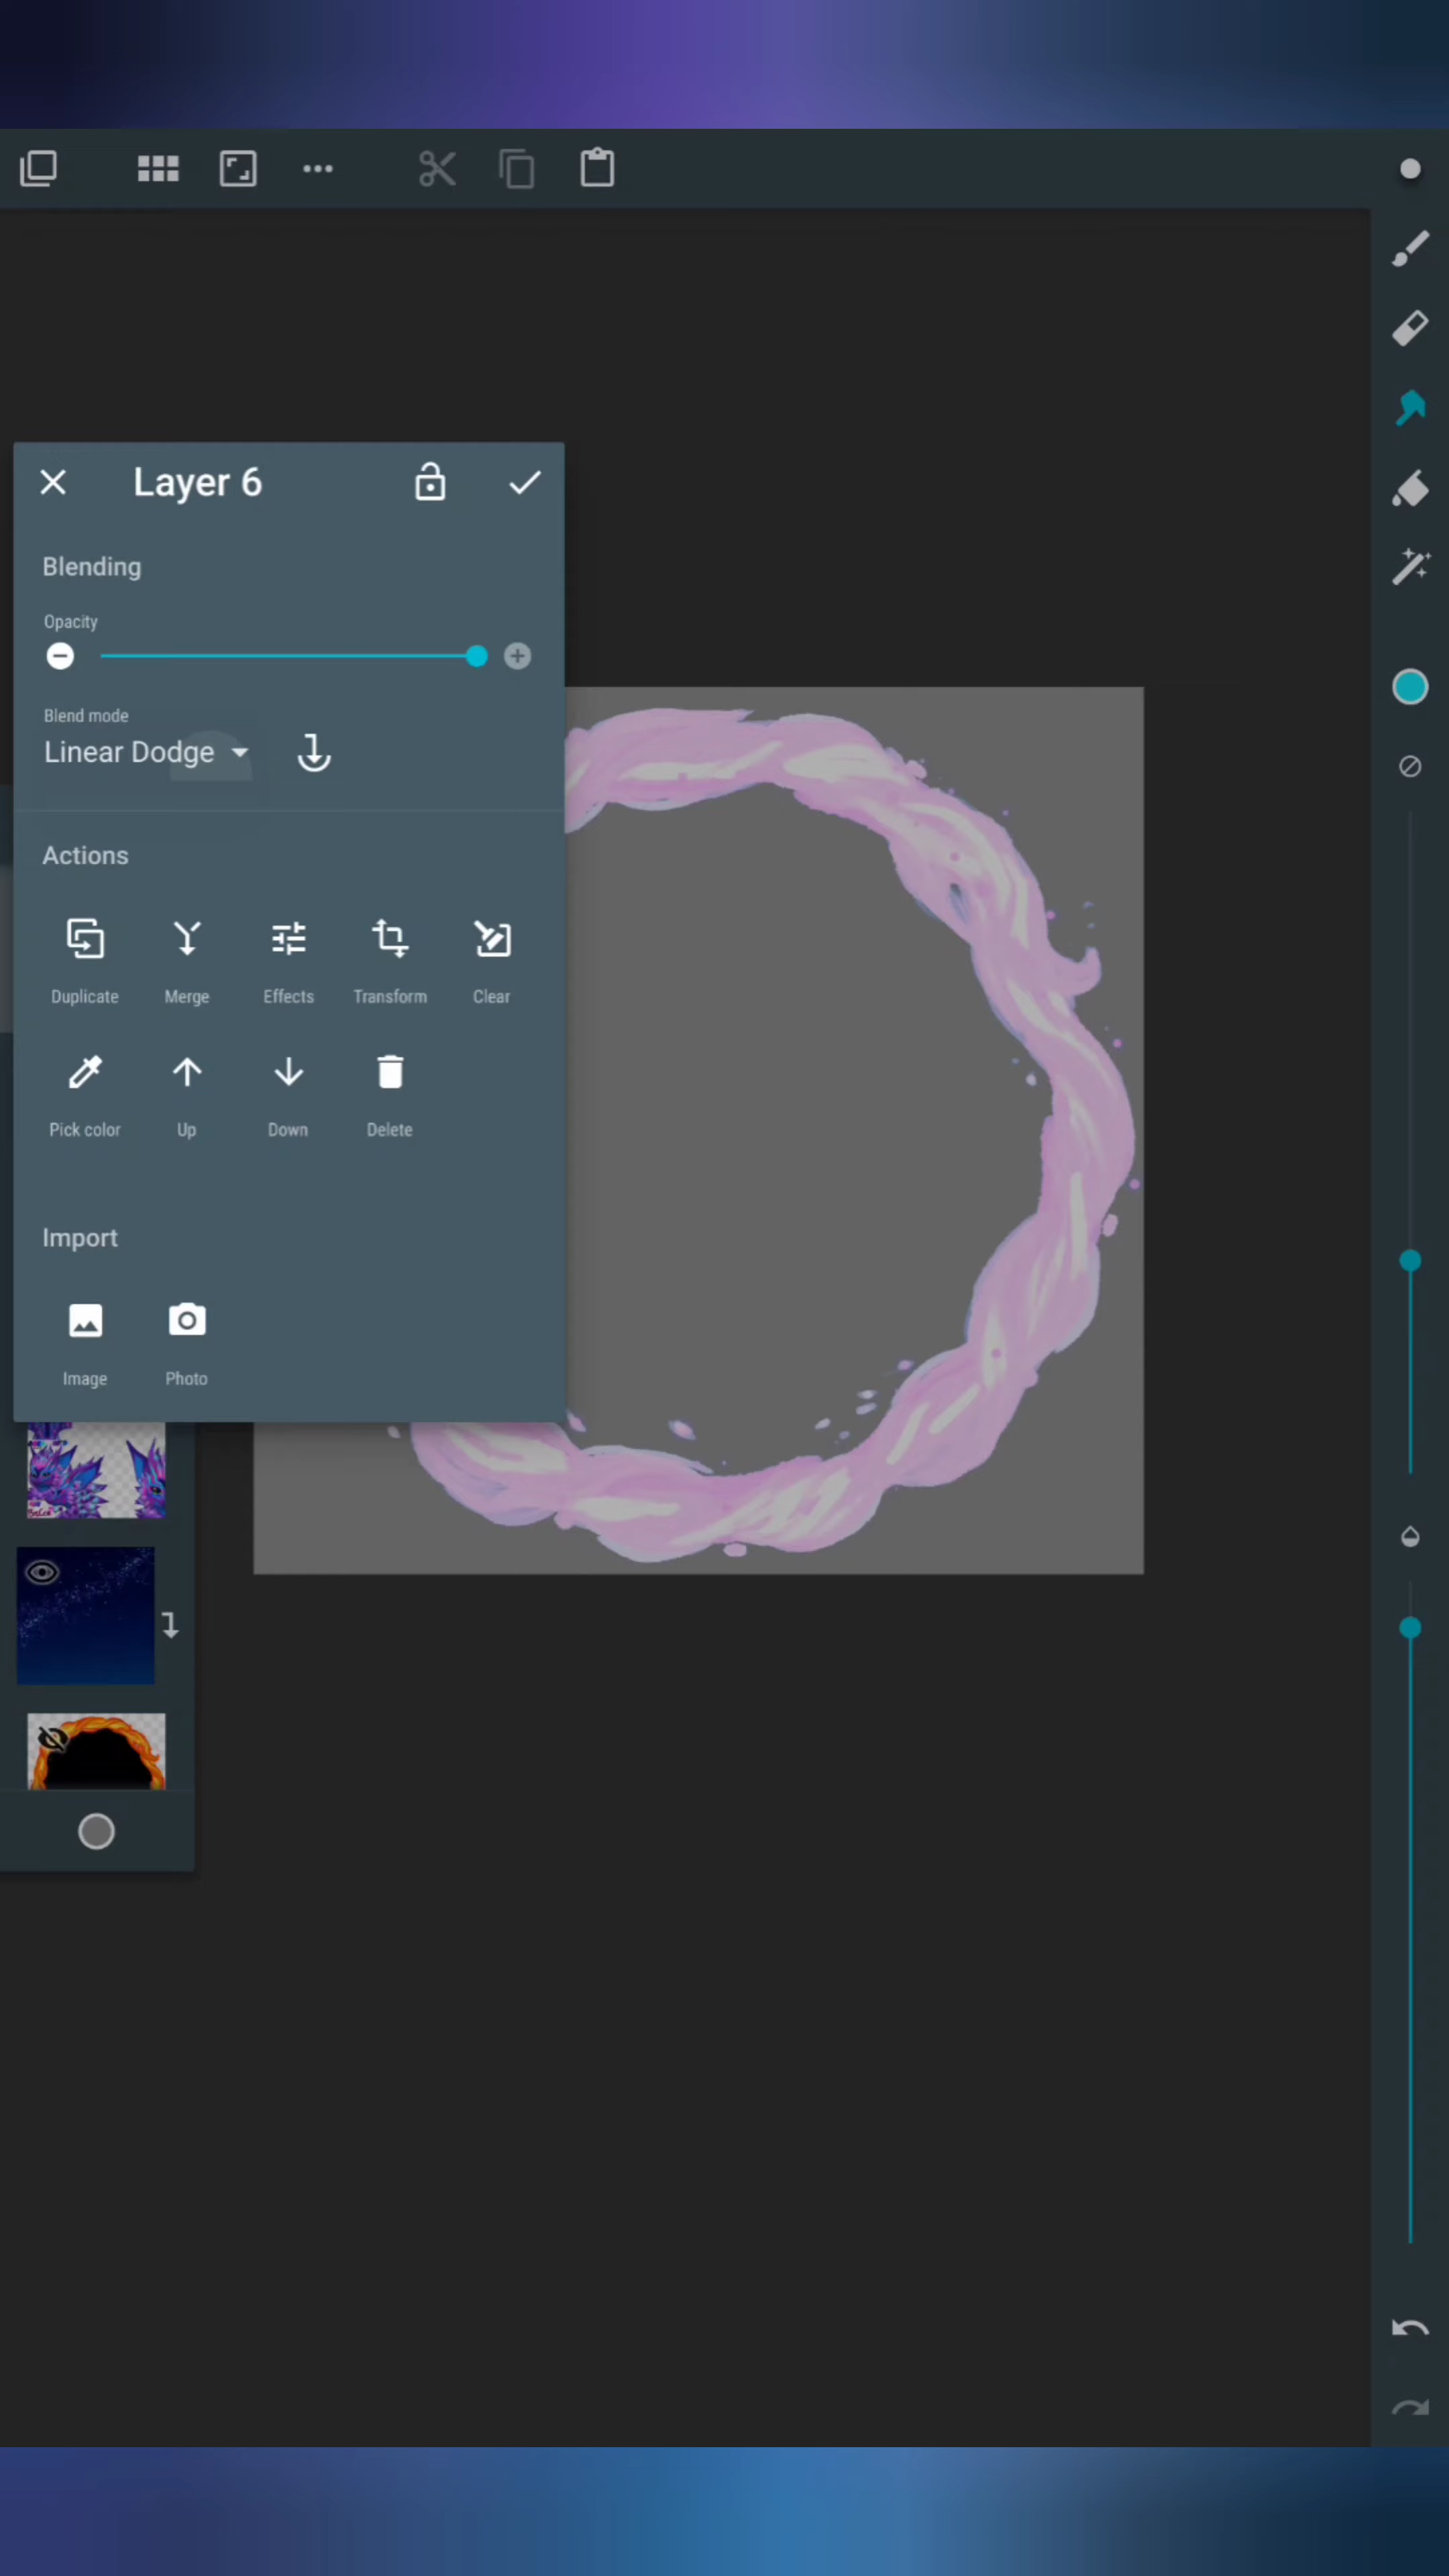 Layer 6
Blending
Opacity
Blend mode
Linear Dodge
Actions
Duplicate Merge Effects Transform Clear
Pick color Up Down Delete
Import
Image Photo